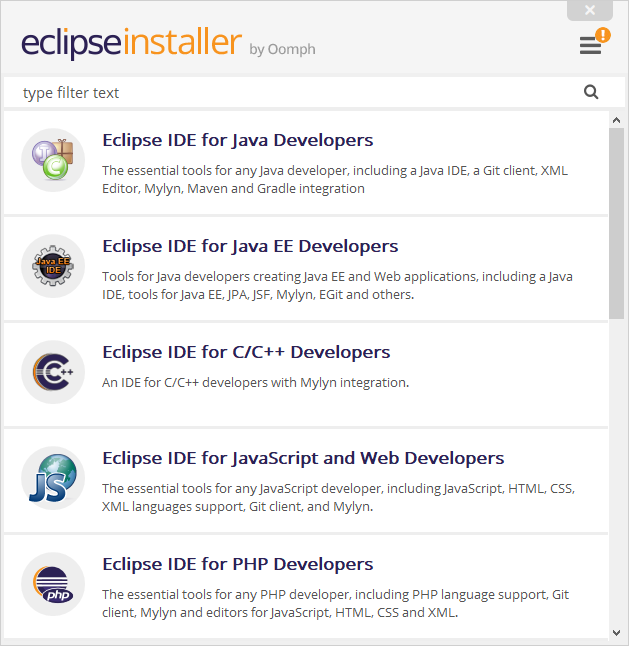 eclipseinstaller by Oomph
!
type filter text
Eclipse IDE for Java Developers
The essential tools for any Java developer, including a Java IDE, a Git client, XML
Editor, Mylyn, Maven and Gradle integration
J
C
Eclipse IDE for Java EE Developers
Java EE
IDE
Tools for Java developers creating Java EE and Web applications, including a Java
IDE, tools for Java EE, JPA, JSF, Mylyn, EGit and others.
Eclipse IDE for C/C++ Developers
C++
An IDE for C/C++ developers with Mylyn integration.
Eclipse IDE for JavaScript and Web Developers
JS
The essential tools for any JavaScript developer, including JavaScript, HTML, CSS,
XML languages support, Git client, and Mylyn.
Eclipse IDE for PHP Developers
php
The essential tools for any PHP developer, including PHP language support, Git
client, Mylyn and editors for JavaScript, HTML, CSS and XML.